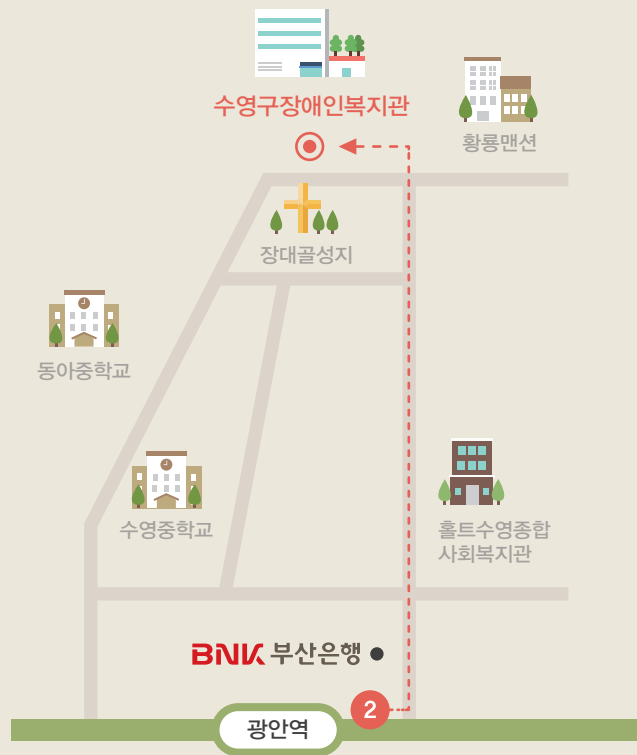 수영구장애인복지관
황룡맨션
장대골성지
동아중학교
수영중학교
홀트수영종합
사회복지관
BNK 부산은행
2
광안역